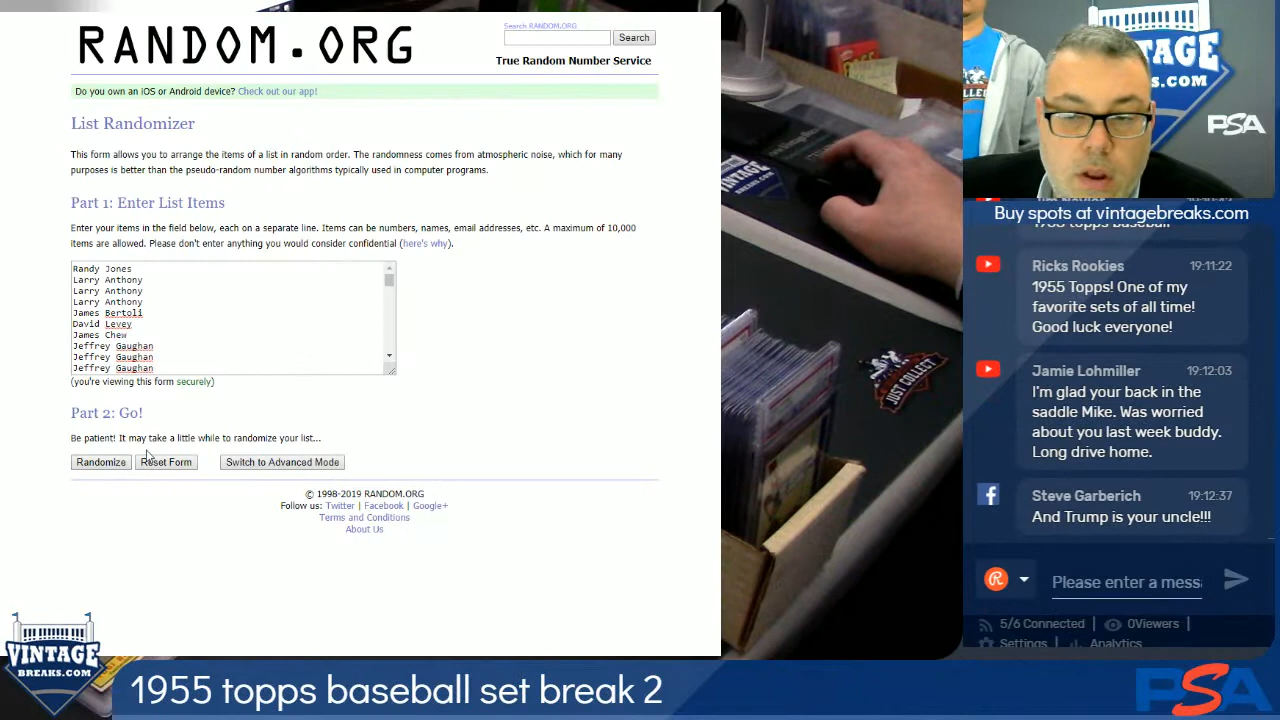 RANDOM.ORG
Search RANDOM.ORG
Search
True Random Number Service
Do you own an iOS or Android device? Check out our app!
List Randomizer
This form allows you to arrange the items of a list in random order. The randomness comes from atmospheric noise, which for many
purposes is better than the pseudo-random number algorithms typically used in computer programs.
Part 1: Enter List Items
Enter your items in the field below, each on a separate line. Items can be numbers, names, email addresses, etc. A maximum of 10,000
items are allowed. Please don't enter anything you would consider confidential (here's why).
Randy Jones
Larry Anthony
Larry Anthony
Larry Anthony
James Bertoli
David Levey
James Chew
Jeffrey Gaughan
Jeffrey Gaughan
Jeffrey Gaughan
(you're viewing this form securely)
Part 2: Go!
Be patient! It may take a little while to randomize your list...
Randomize
Reset Form
Switch to Advanced Mode
© 1998-2019 RANDOM.ORG
Follow us: Twitter | Facebook | Google+
Terms and Conditions
About Us
VINTAGE
BREAKS.COM
JUST COLLECT
VINTAGE
BREAKS.COM
PSA
Buy spots at vintagebreaks.com
1955 topps baseball
Ricks Rookies 19:11:22
1955 Topps! One of my
favorite sets of all time!
Good luck everyone!
Jamie Lohmiller 19:12:03
I'm glad your back in the
saddle Mike. Was worried
about you last week buddy.
Long drive home.
Steve Garberich 19:12:37
And Trump is your uncle!!!
Please enter a messa
5/6 Connected | 0Viewers |
Settings | Analytics
VINTAGE
BREAKS.COM
1955 topps baseball set break 2
PSA